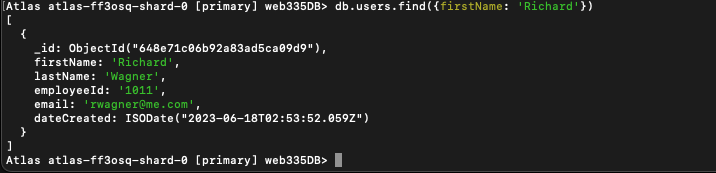 Atlas atlas-ff3osq-shard-0 [primary] web335DB> db.users.find({firstName: 'Richard'})
[
  {
    _id: ObjectId("648e71c06b92a83ad5ca09d9"),
    firstName: 'Richard',
    lastName: 'Wagner',
    employeeId: '1011',
    email: 'rwagner@me.com',
    dateCreated: ISODate("2023-06-18T02:53:52.059Z")
  }
]
Atlas atlas-ff3osq-shard-0 [primary] web335DB>